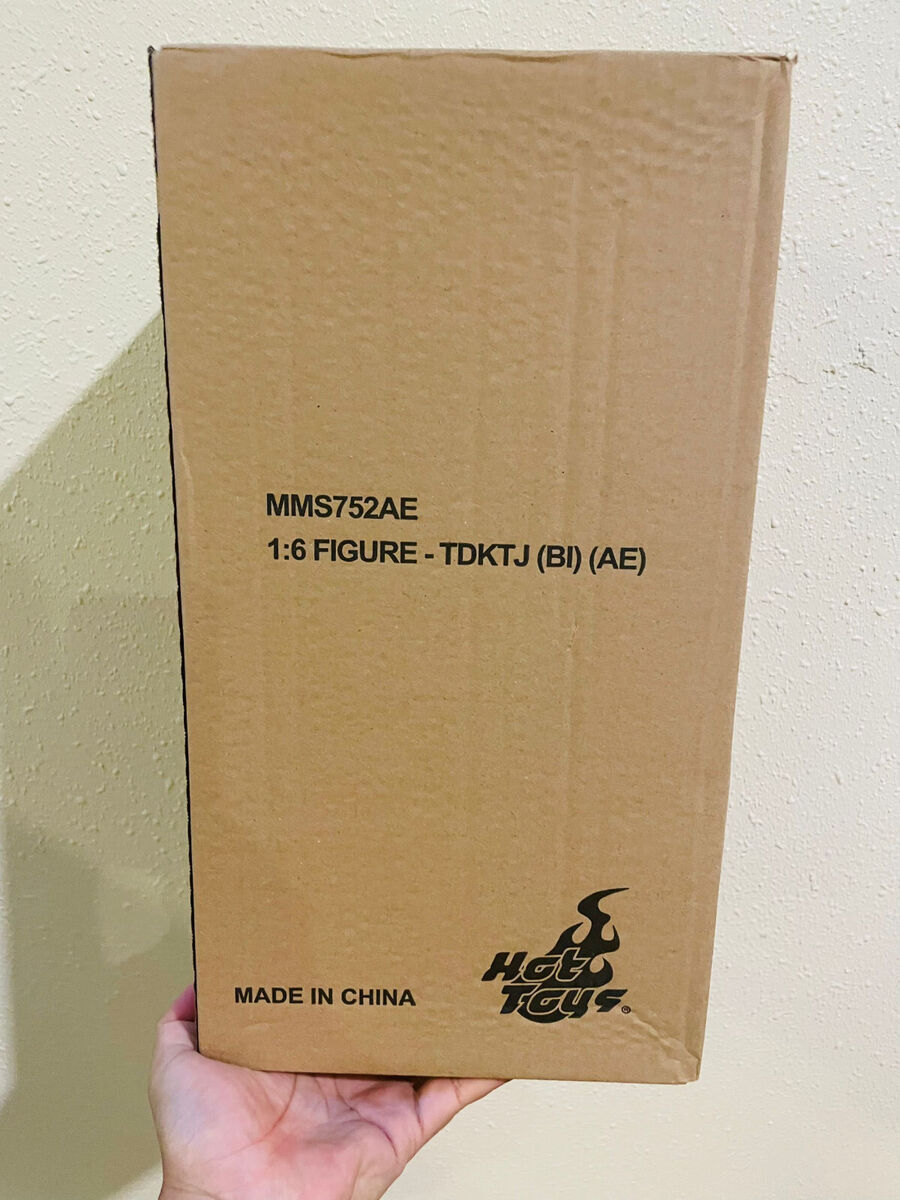 MMS752AE
1:6 FIGURE - TDKTJ (BI) (AE)
MADE IN CHINA
Hot
Toys®